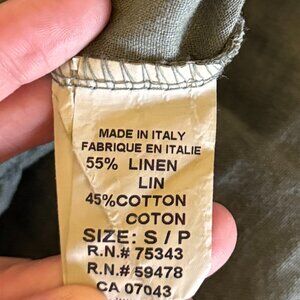 MADE IN ITALY
FABRIQUE EN ITALIE
55% LINEN
LIN
45%COTTON
COTON
SIZE: S / P
R.N.# 75343
R.N.# 59478
CA 07043